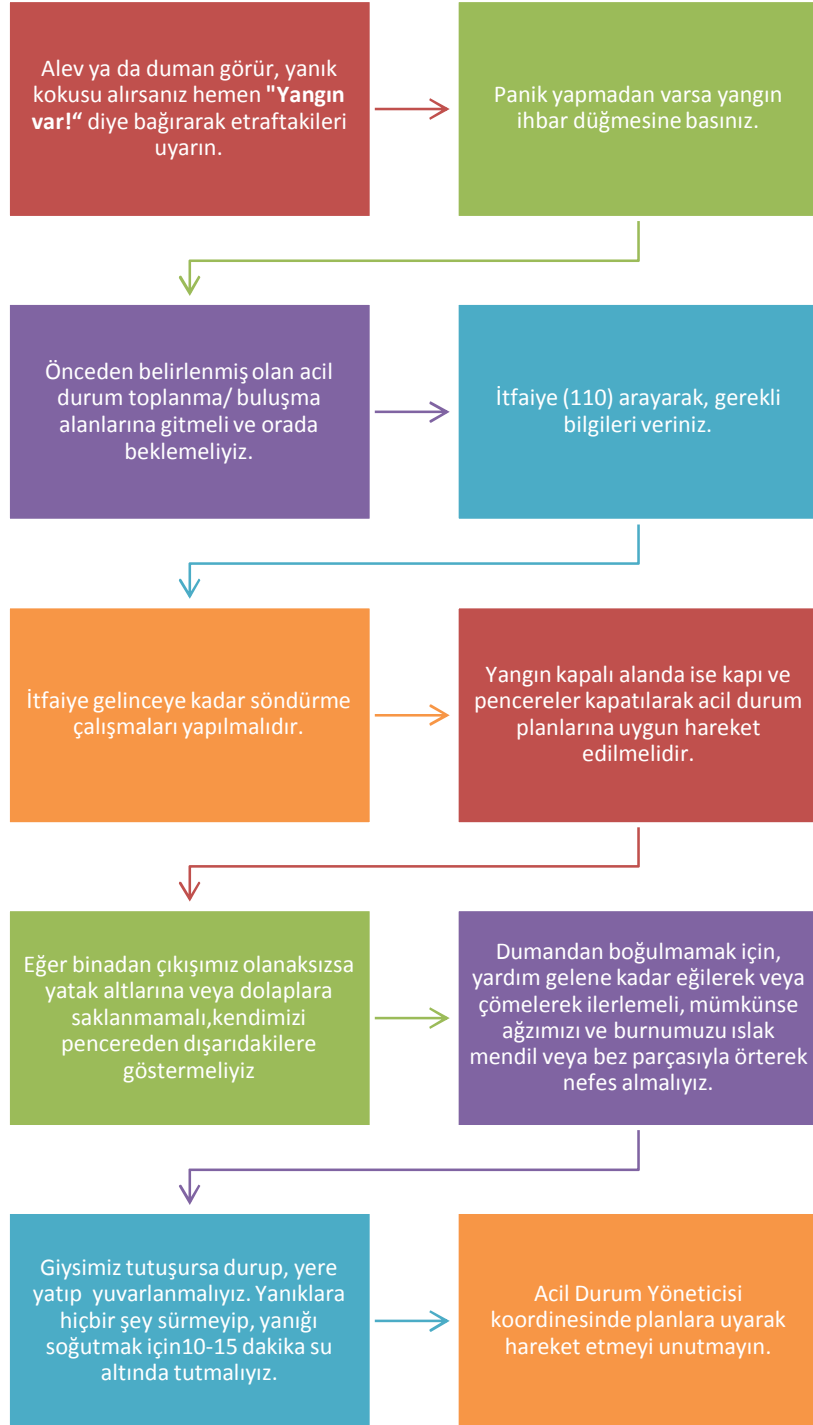 Alev ya da duman görür, yanık
kokusu alırsanız hemen "Yangın
var!“ diye bağırarak etraftakileri
uyarın.
Panik yapmadan varsa yangın
ihbar düğmesine basınız.
Önceden belirlenmiş olan acil
durum toplanma/ buluşma
alanlarına gitmeli ve orada
beklemeliyiz.
İtfaiye (110) arayarak, gerekli
bilgileri veriniz.
İtfaiye gelinceye kadar söndürme
çalışmaları yapılmalıdır.
Yangın kapalı alanda ise kapı ve
pencereler kapatılarak acil durum
planlarına uygun hareket
edilmelidir.
Eğer binadan çıkışımız olanaksızsa
yatak altlarına veya dolaplara
saklanmamalı,kendimizi
pencereden dışarıdakilere
göstermeliyiz
Dumandan boğulmamak için,
yardım gelene kadar eğilerek veya
çömelerek ilerlemeli, mümkünse
ağzımızı ve burnumuzu ıslak
mendil veya bez parçasıyla örterek
nefes almalıyız.
Giysimiz tutuşursa durup, yere
yatıp yuvarlanmalıyız. Yanıklara
hiçbir şey sürmeyip, yanığı
soğutmak için10-15 dakika su
altında tutmalıyız.
Acil Durum Yöneticisi
koordinesinde planlara uyarak
hareket etmeyi unutmayın.